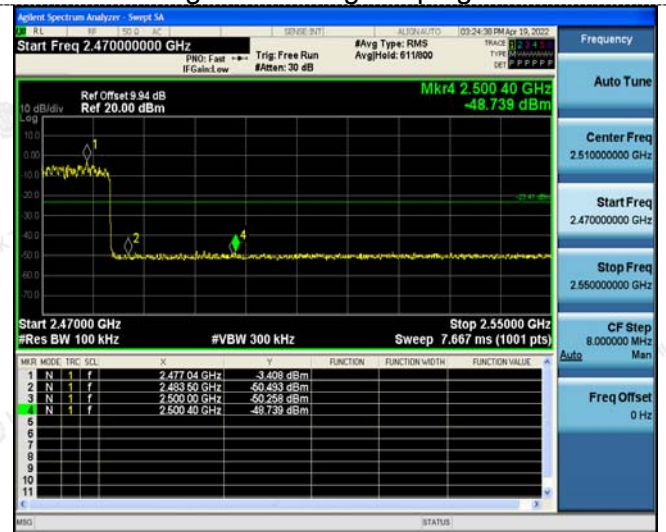 Agilent Spectrum Analyzer - Swept SA
RL RF 50 Ω AC SENSE:INT ALIGN AUTO 03:24:38 PM Apr 19, 2022
Start Freq 2.470000000 GHz
PNO: Fast Trig: Free Run
IFGain:Low #Atten: 30 dB
#Avg Type: RMS
Avg|Hold: 611/800
TRACE 1 2 3 4 5 6
TYPE M
DET P P P P P P
Ref Offset 9.94 dB
10 dB/div Ref 20.00 dBm
Log
Mkr4 2.500 40 GHz
-48.739 dBm
10.0
0.00
-10.0
-20.0
-30.0
-40.0
-50.0
-60.0
-70.0
1
2
4
Start 2.47000 GHz Stop 2.55000 GHz
#Res BW 100 kHz #VBW 300 kHz Sweep 7.667 ms (1001 pts)
MKR MODE TRC SCL X Y FUNCTION FUNCTION WIDTH FUNCTION VALUE
1 N 1 f 2.477 04 GHz -3.408 dBm
2 N 1 f 2.483 50 GHz -50.493 dBm
3 N 1 f 2.500 00 GHz -50.258 dBm
4 N 1 f 2.500 40 GHz -48.739 dBm
5
6
7
8
9
10
11
MSG STATUS
Frequency
Auto Tune
Center Freq
2.510000000 GHz
Start Freq
2.470000000 GHz
Stop Freq
2.550000000 GHz
CF Step
8.000000 MHz
Auto Man
Freq Offset
0 Hz